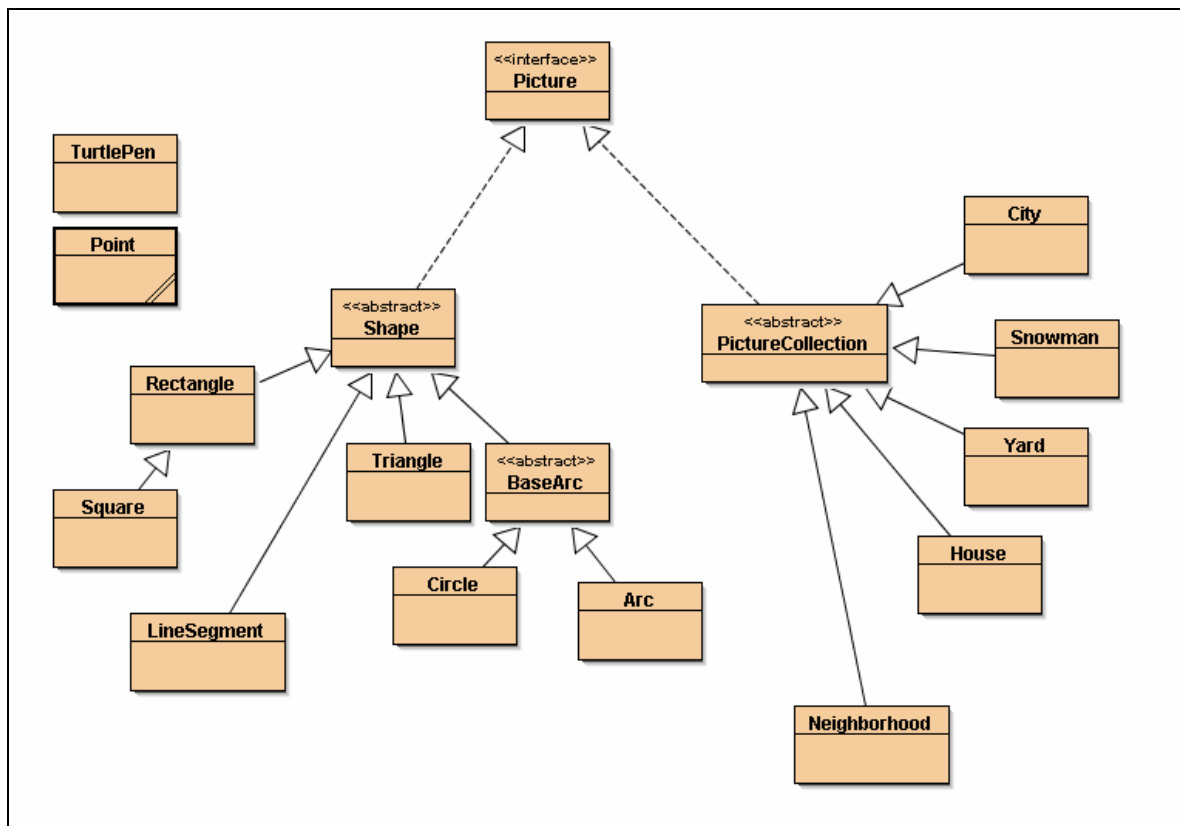 <<interface>>
Picture
TurtlePen
Point
City
<<abstract>>
Shape
<<abstract>>
PictureCollection
Snowman
Rectangle
Triangle
<<abstract>>
BaseArc
Yard
Square
House
Circle
Arc
LineSegment
Neighborhood